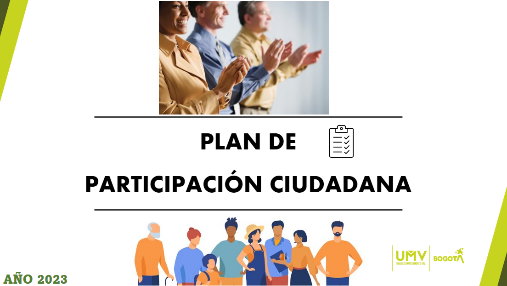 PLAN DE
PARTICIPACIÓN CIUDADANA
UMV
BOGOTÁ
AÑO 2023